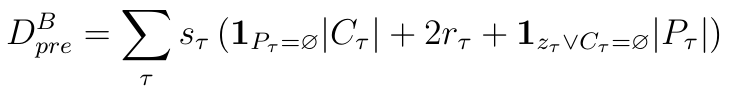 $D^{B}_{pre} = \sum_{\tau} s_{\tau} \left( \mathbf{1}_{P_{\tau}=\varnothing} |C_{\tau}| + 2r_{\tau} + \mathbf{1}_{z_{\tau} \vee C_{\tau}=\varnothing} |P_{\tau}| \right)$